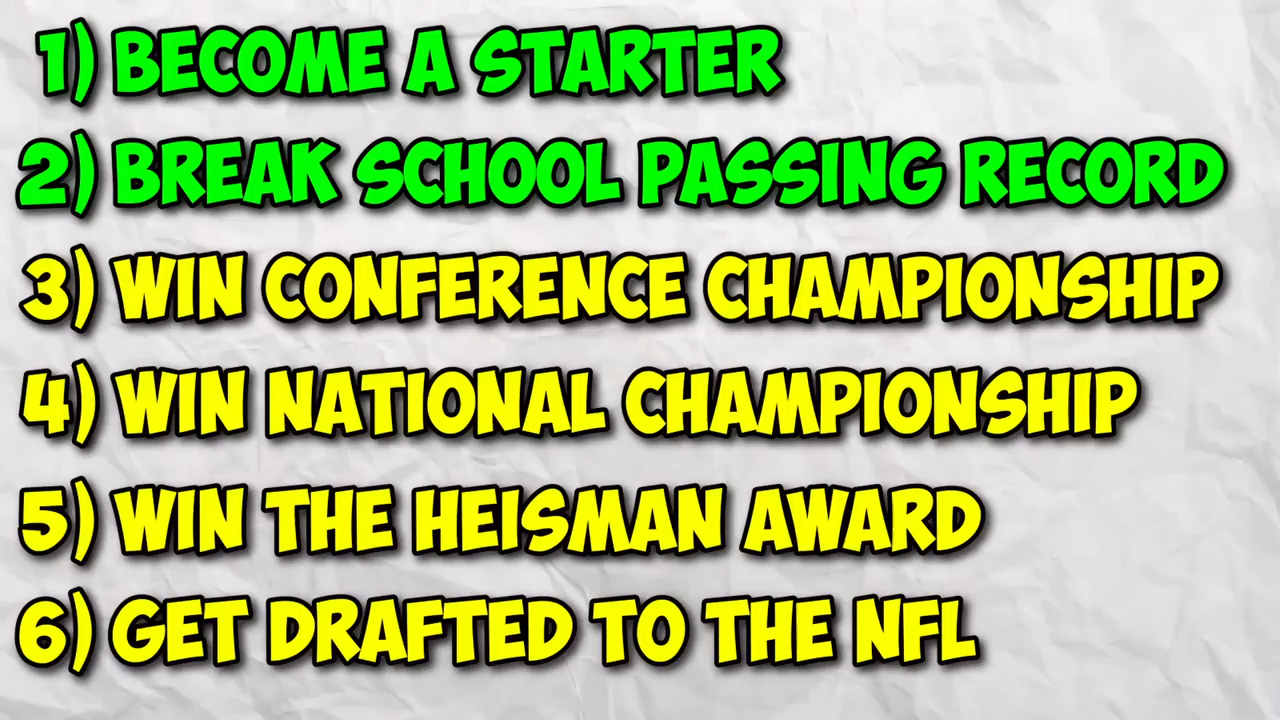 1) BECOME A STARTER
2) BREAK SCHOOL PASSING RECORD
3) WIN CONFERENCE CHAMPIONSHIP
4) WIN NATIONAL CHAMPIONSHIP
5) WIN THE HEISMAN AWARD
6) GET DRAFTED TO THE NFL